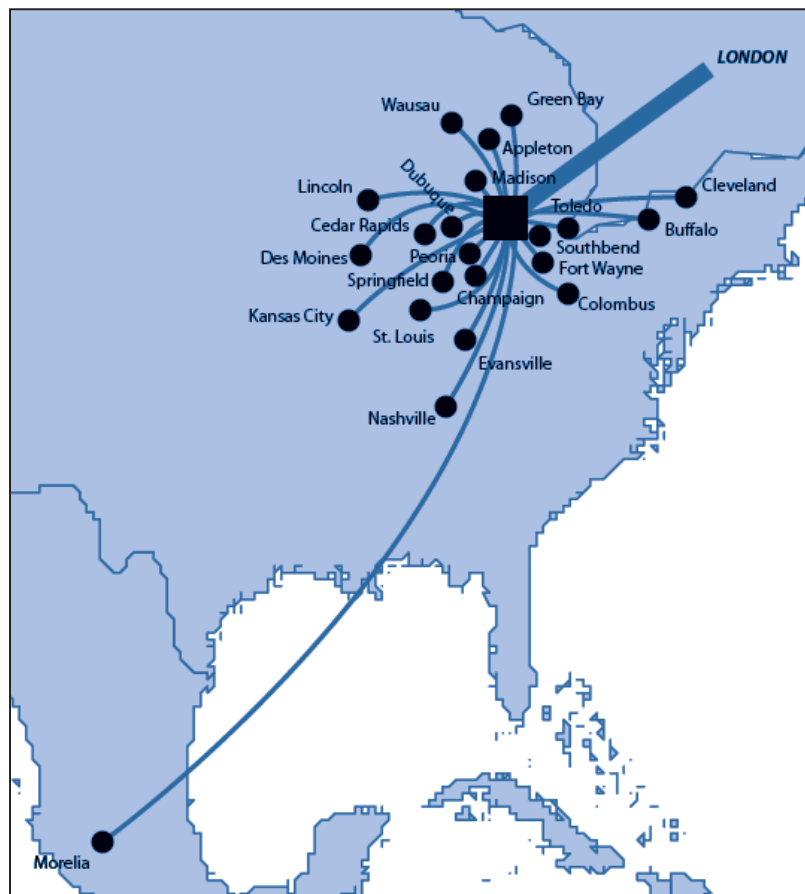 LONDON
Green Bay
Wausau
Appleton
Madison
Dubuque
Lincoln
Cleveland
Toledo
Cedar Rapids
Buffalo
Southbend
Peoria
Des Moines
Fort Wayne
Springfield
Champaign
Colombus
Kansas City
St. Louis
Evansville
Nashville
Morelia